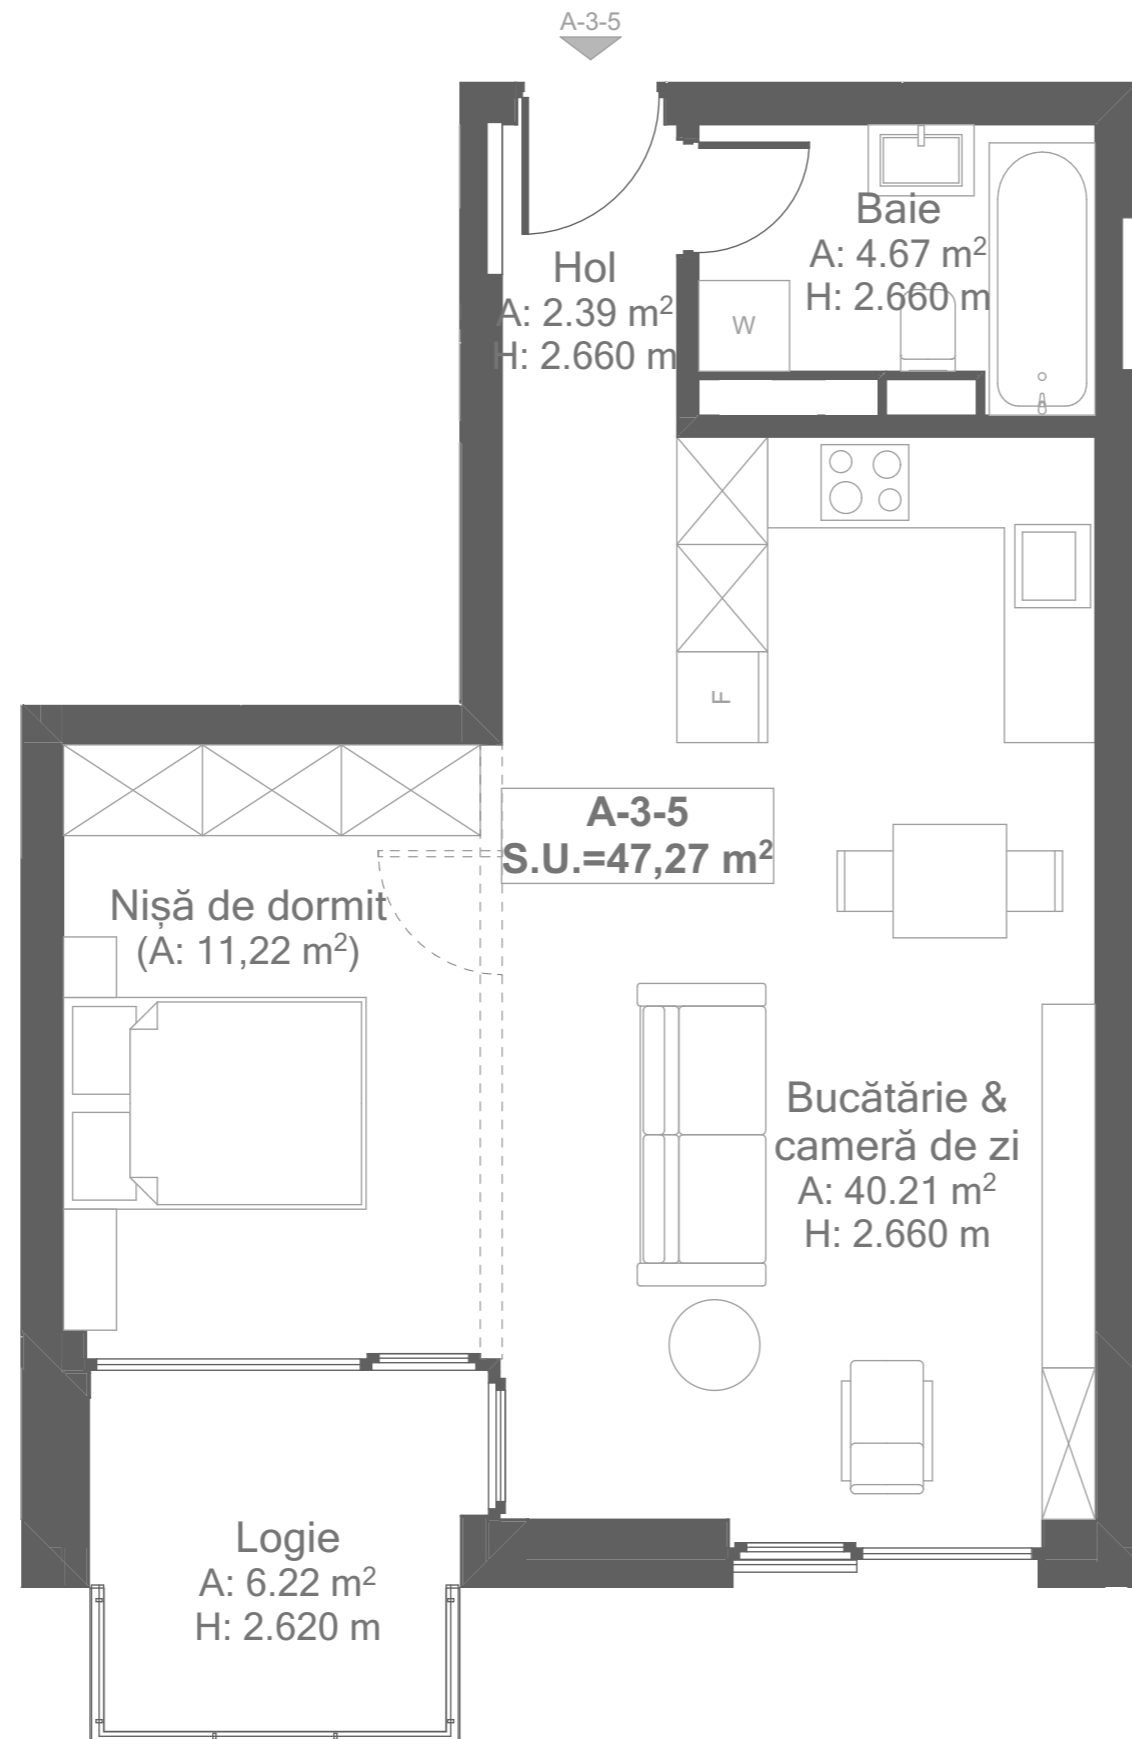 A-3-5
Hol
A: 2.39 m²
H: 2.660 m
Baie
A: 4.67 m²
H: 2.660 m
W
F
A-3-5
S.U.=47,27 m²
Nișă de dormit
(A: 11,22 m²)
Bucătărie &
cameră de zi
A: 40.21 m²
H: 2.660 m
Logie
A: 6.22 m²
H: 2.620 m